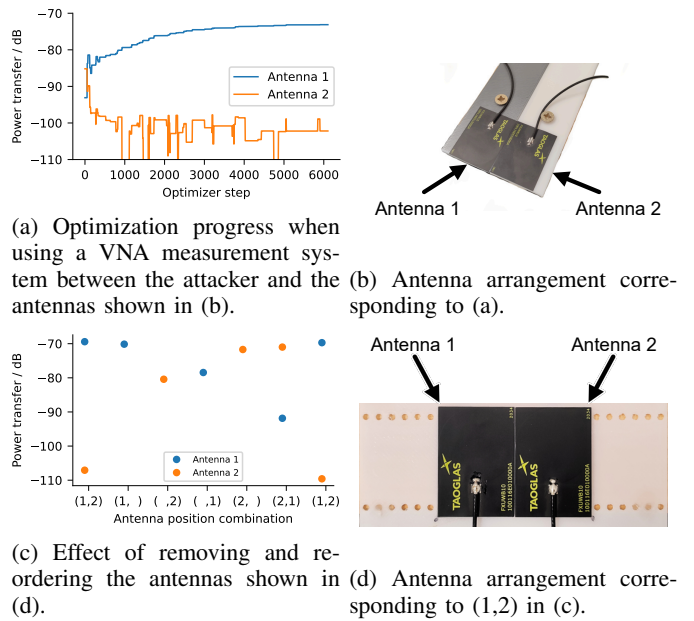 −70
−80
−90
−100
−110
Power transfer / dB
Antenna 1
Antenna 2
0 1000 2000 3000 4000 5000 6000
Optimizer step
(a) Optimization progress when
using a VNA measurement sys-
tem between the attacker and the
antennas shown in (b).
TAOGLAS
TAOGLAS
Antenna 1
Antenna 2
(b) Antenna arrangement corre-
sponding to (a).
−70
−80
−90
−100
−110
Power transfer / dB
Antenna 1
Antenna 2
(1,2) (1, ) ( ,2) ( ,1) (2, ) (2,1) (1,2)
Antenna position combination
(c) Effect of removing and re-
ordering the antennas shown in
(d).
Antenna 1
Antenna 2
TAOGLAS
FXUWB10
TAOGLAS
FXUWB10
(d) Antenna arrangement corre-
sponding to (1,2) in (c).